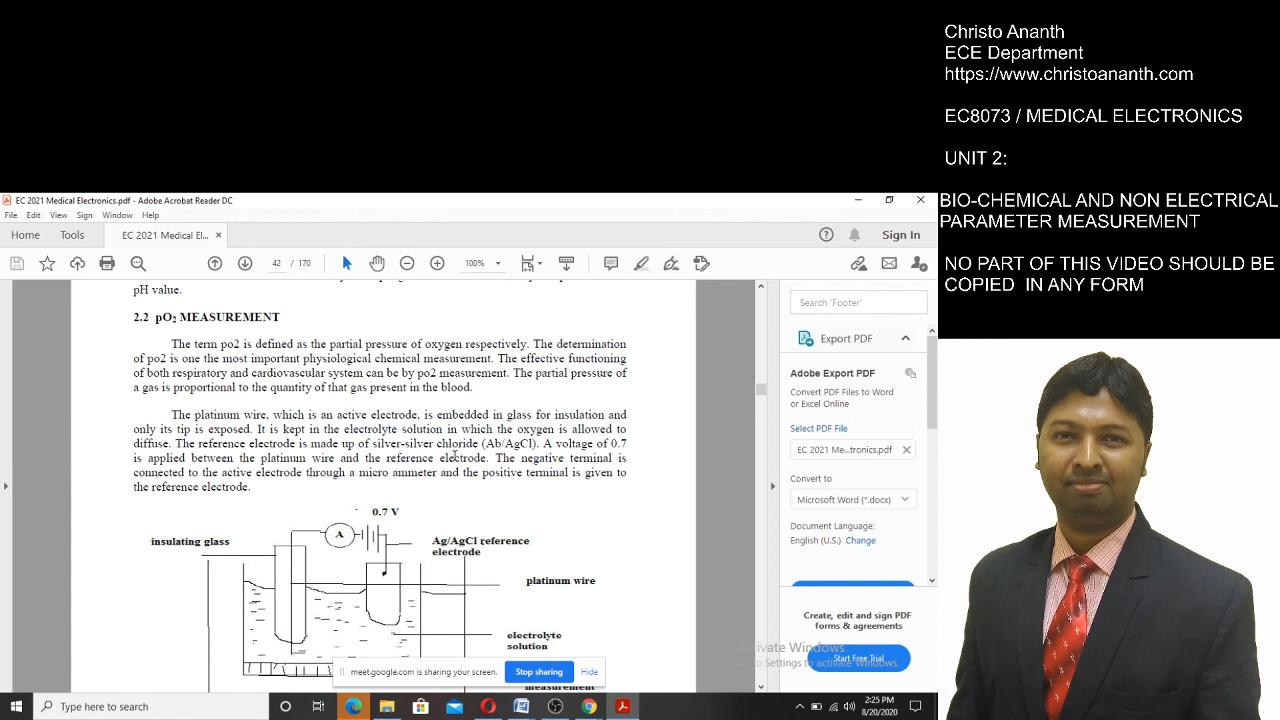 Christo Ananth
ECE Department
https://www.christoananth.com
EC8073 / MEDICAL ELECTRONICS
UNIT 2:
BIO-CHEMICAL AND NON ELECTRICAL
PARAMETER MEASUREMENT
NO PART OF THIS VIDEO SHOULD BE
COPIED IN ANY FORM
EC 2021 Medical Electronics.pdf - Adobe Acrobat Reader DC
File Edit View Sign Window Help
Home Tools EC 2021 Medical El... × Sign In
42 / 170 100%
pH value.
2.2 pO2 MEASUREMENT
The term po2 is defined as the partial pressure of oxygen respectively. The determination
of po2 is one the most important physiological chemical measurement. The effective functioning
of both respiratory and cardiovascular system can be by po2 measurement. The partial pressure of
a gas is proportional to the quantity of that gas present in the blood.
The platinum wire, which is an active electrode, is embedded in glass for insulation and
only its tip is exposed. It is kept in the electrolyte solution in which the oxygen is allowed to
diffuse. The reference electrode is made up of silver-silver chloride (Ab/AgCl). A voltage of 0.7
is applied between the platinum wire and the reference electrode. The negative terminal is
connected to the active electrode through a micro ammeter and the positive terminal is given to
the reference electrode.
0.7 V
A
insulating glass
Ag/AgCl reference
electrode
platinum wire
electrolyte
solution
measurement
Search 'Footer'
Export PDF
Adobe Export PDF
Convert PDF Files to Word
or Excel Online
Select PDF File
EC 2021 Me...tronics.pdf
Convert to
Microsoft Word (*.docx)
Document Language:
English (U.S.) Change
Create, edit and sign PDF
forms & agreements
Start Free Trial
Activate Windows
Go to Settings to activate Windows.
meet.google.com is sharing your screen. Stop sharing Hide
Type here to search
2:25 PM
8/20/2020